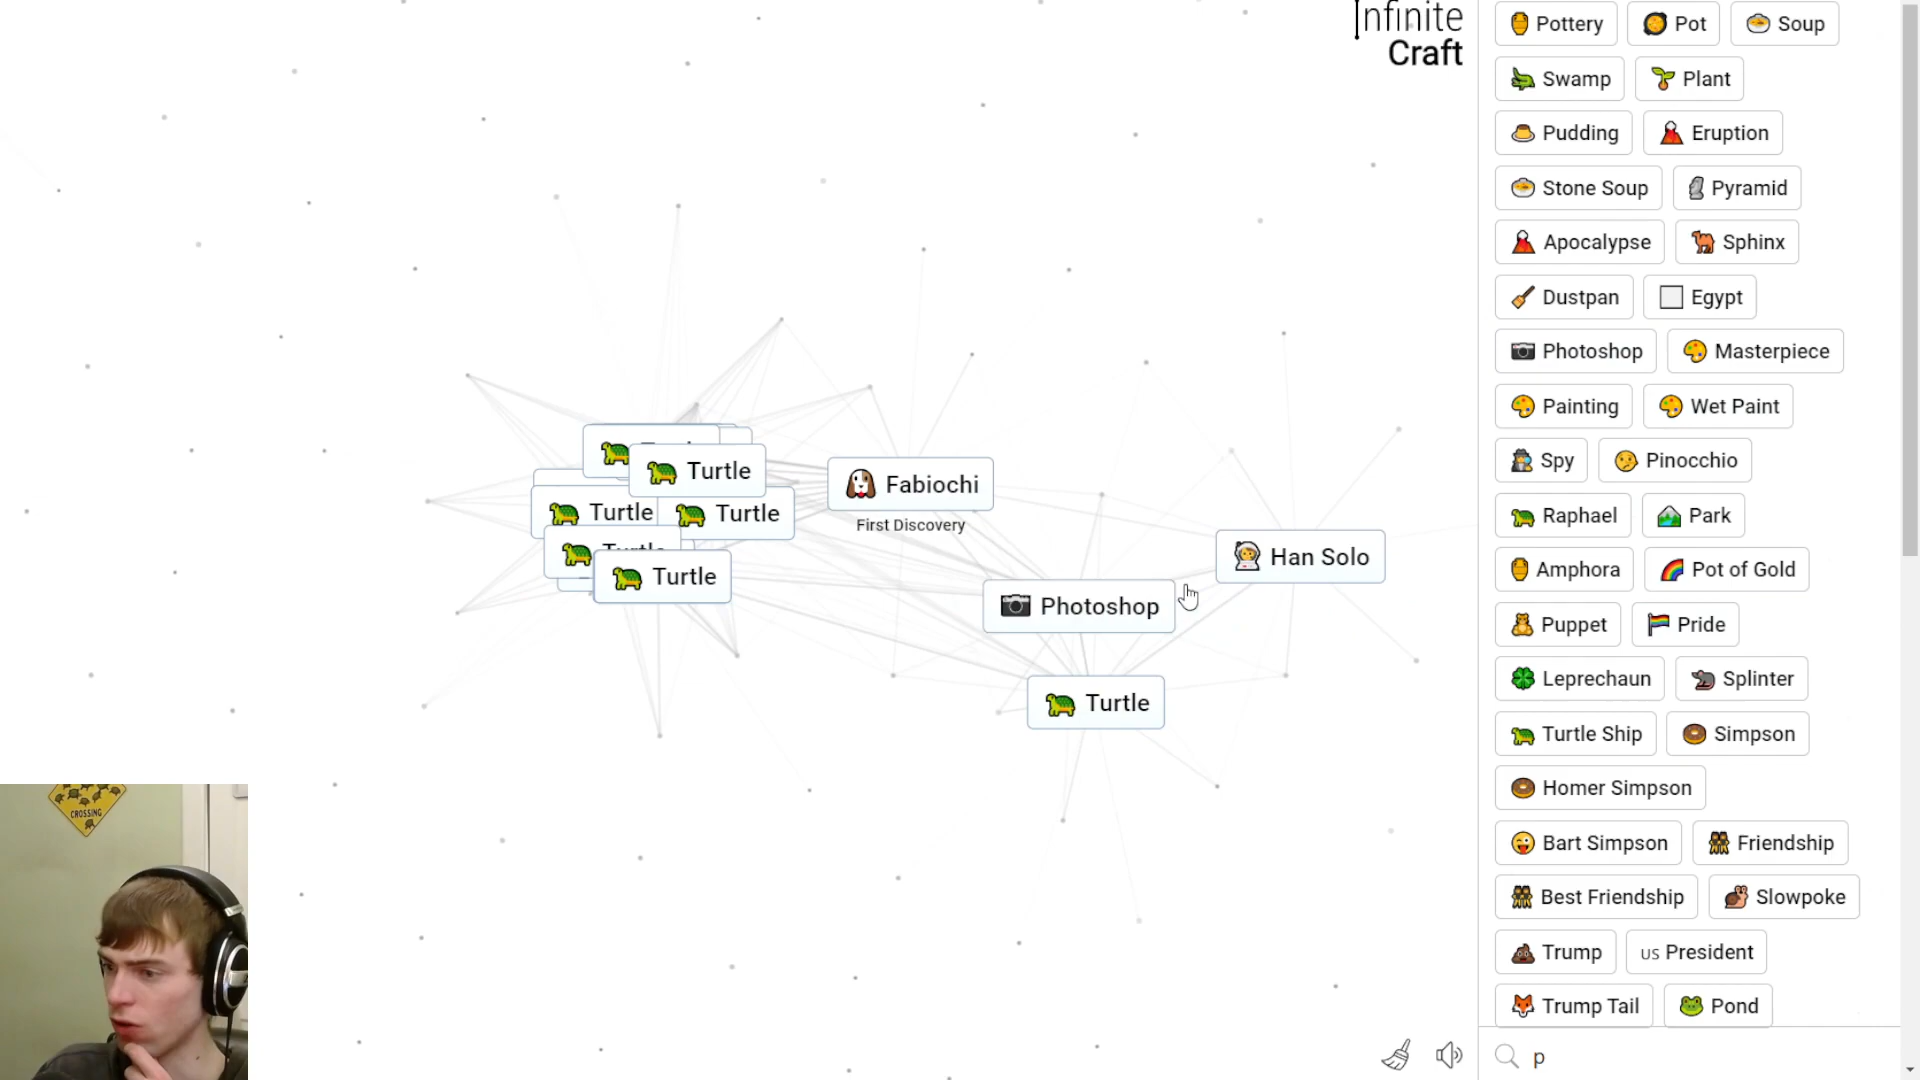 Infinite
Craft
Turtle
Turtle
Turtle
Turtle
Turtle
Turtle
Fabiochi
First Discovery
Han Solo
Photoshop
Turtle
CROSSING
Pottery Pot Soup
Swamp Plant
Pudding Eruption
Stone Soup Pyramid
Apocalypse Sphinx
Dustpan Egypt
Photoshop Masterpiece
Painting Wet Paint
Spy Pinocchio
Raphael Park
Amphora Pot of Gold
Puppet Pride
Leprechaun Splinter
Turtle Ship Simpson
Homer Simpson
Bart Simpson Friendship
Best Friendship Slowpoke
Trump US President
Trump Tail Pond
p